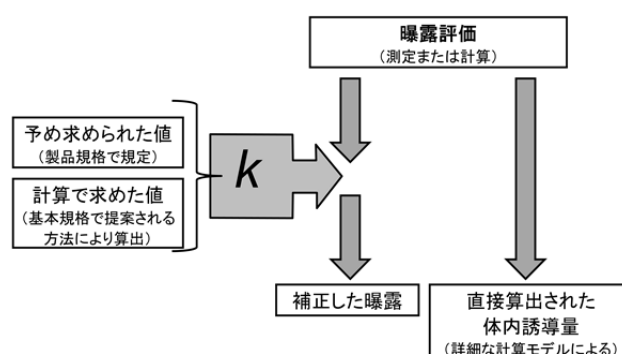 曝露評価
(測定または計算)
予め求められた値
(製品規格で規定)
計算で求めた値
(基本規格で提案される
方法により算出)
k
補正した曝露
直接算出された
体内誘導量
(詳細な計算モデルによる)